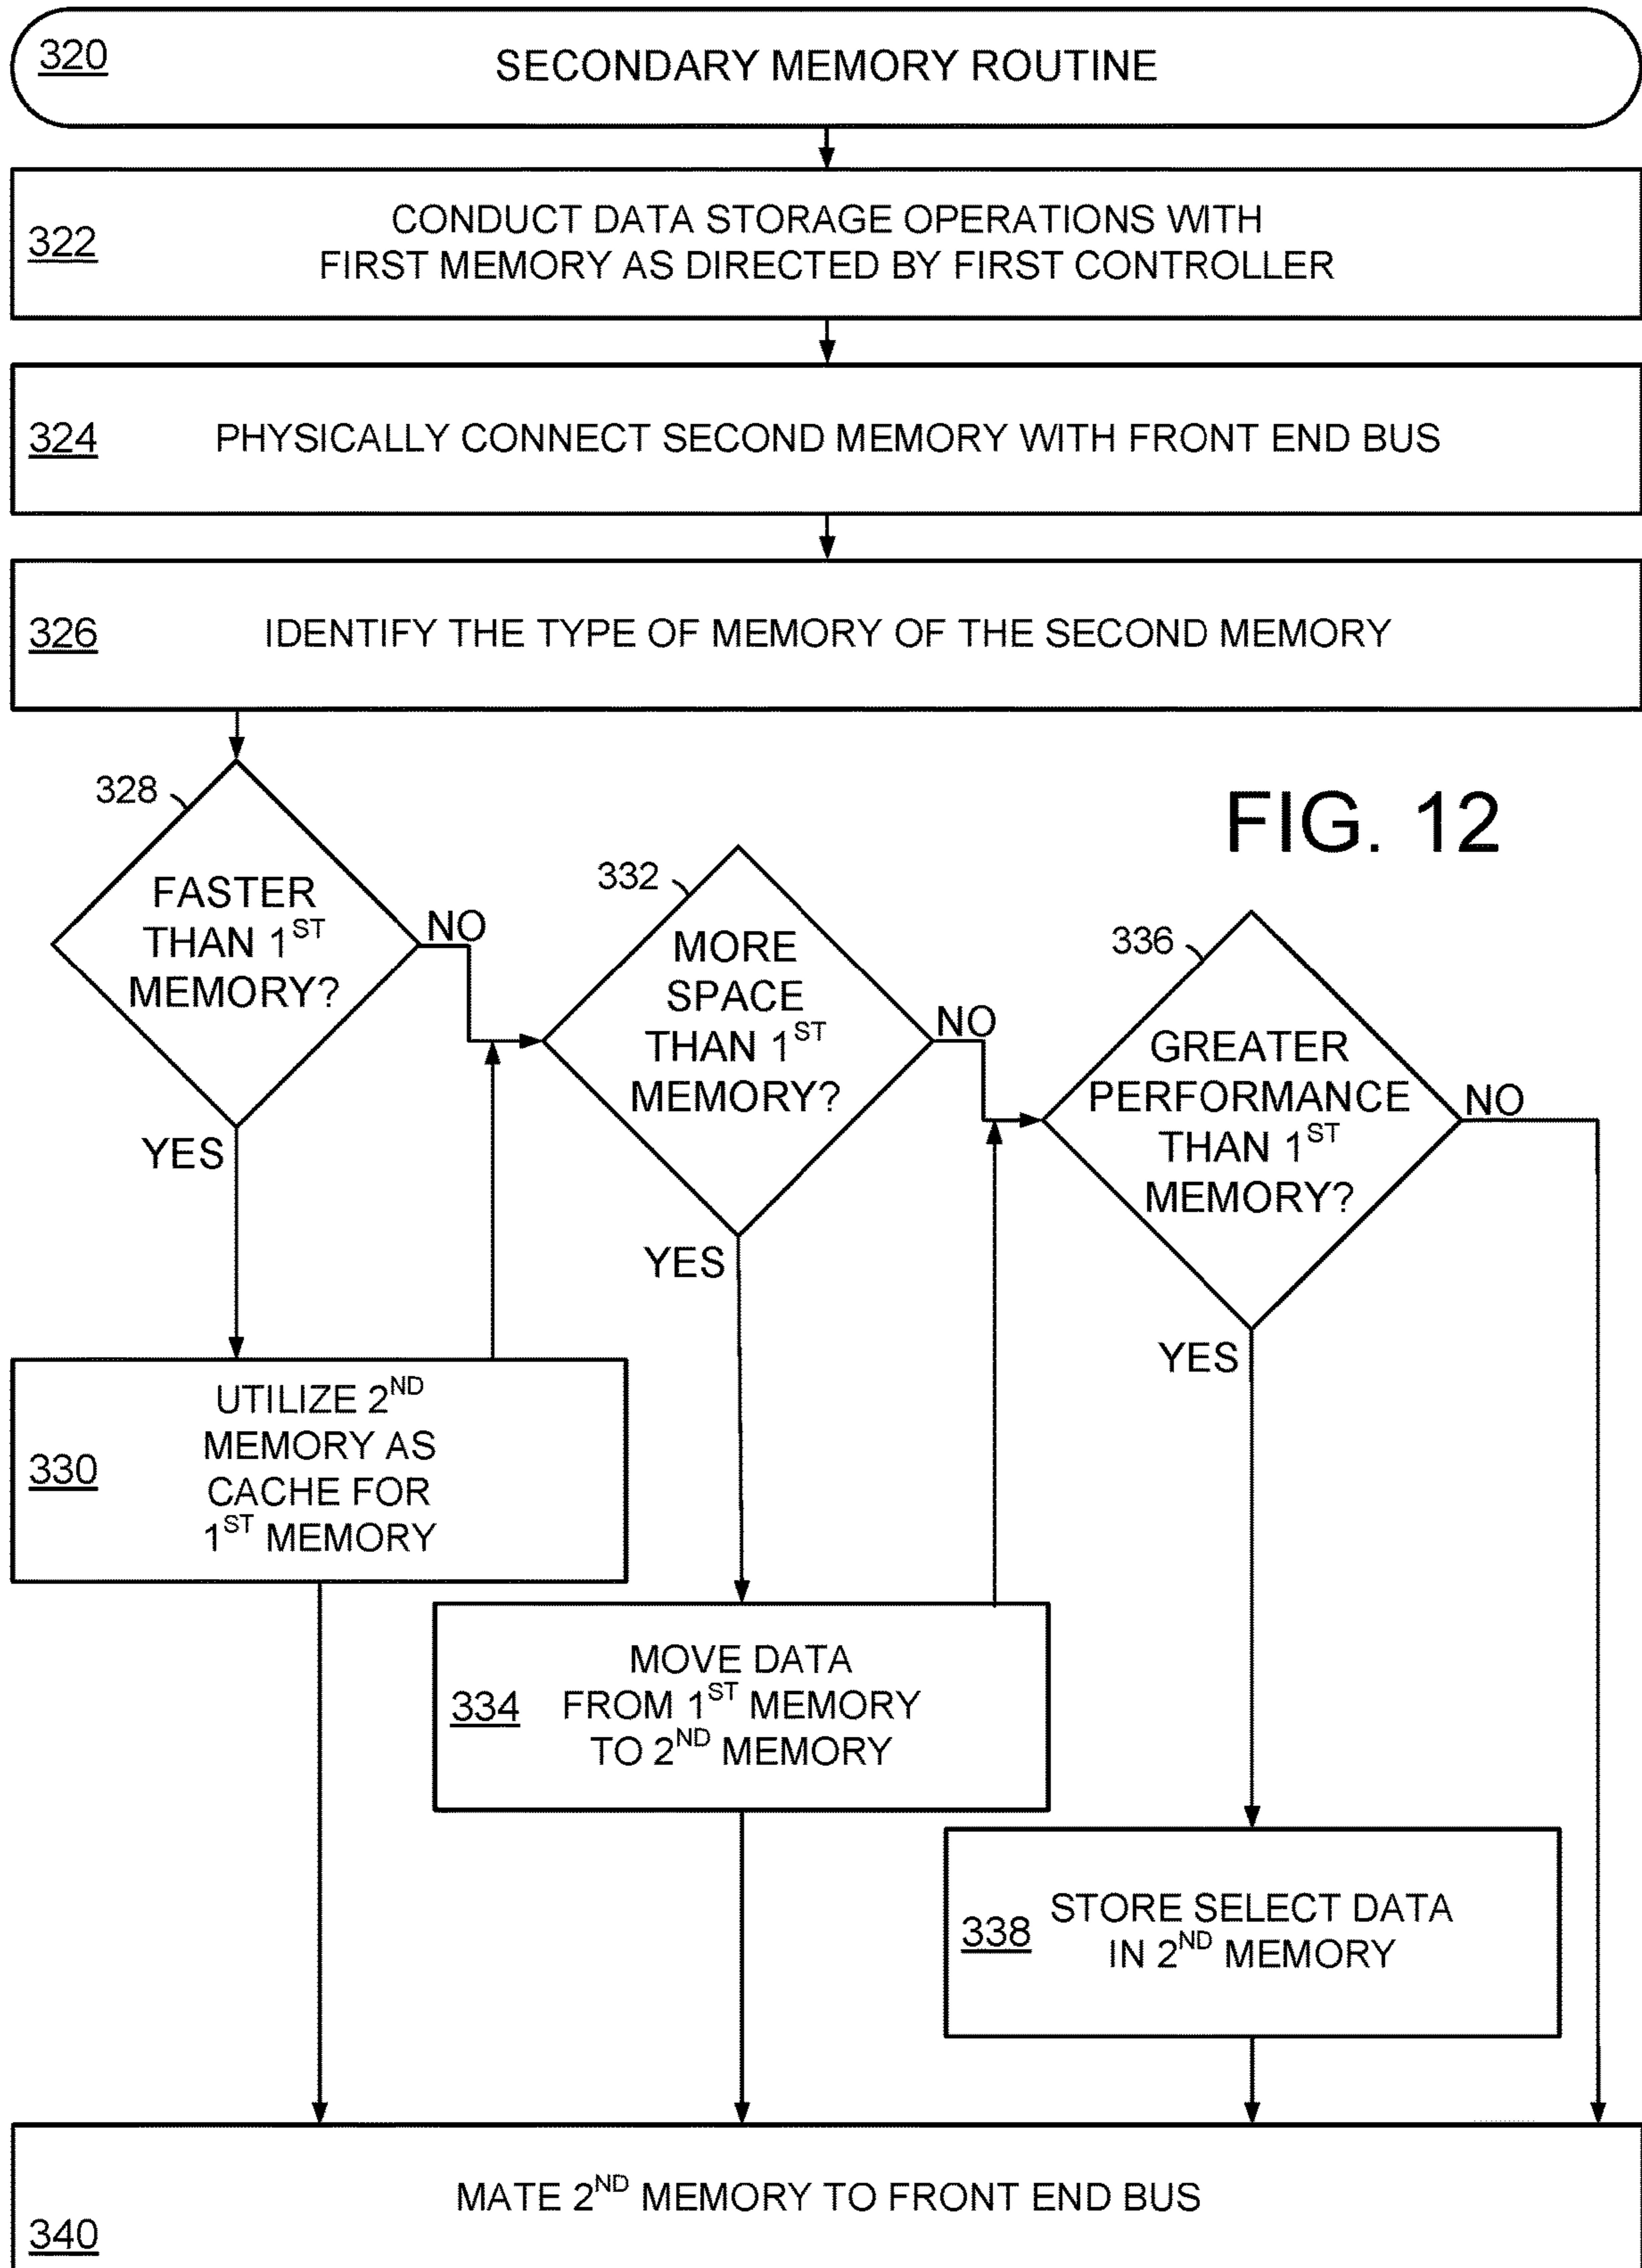 320
SECONDARY MEMORY ROUTINE
322
CONDUCT DATA STORAGE OPERATIONS WITH
FIRST MEMORY AS DIRECTED BY FIRST CONTROLLER
324
PHYSICALLY CONNECT SECOND MEMORY WITH FRONT END BUS
326
IDENTIFY THE TYPE OF MEMORY OF THE SECOND MEMORY
FIG. 12
328
FASTER
THAN 1ST
MEMORY?
NO
YES
332
MORE
SPACE
THAN 1ST
MEMORY?
NO
YES
336
GREATER
PERFORMANCE
THAN 1ST
MEMORY?
NO
YES
330
UTILIZE 2ND
MEMORY AS
CACHE FOR
1ST MEMORY
334
MOVE DATA
FROM 1ST MEMORY
TO 2ND MEMORY
338
STORE SELECT DATA
IN 2ND MEMORY
MATE 2ND MEMORY TO FRONT END BUS
340